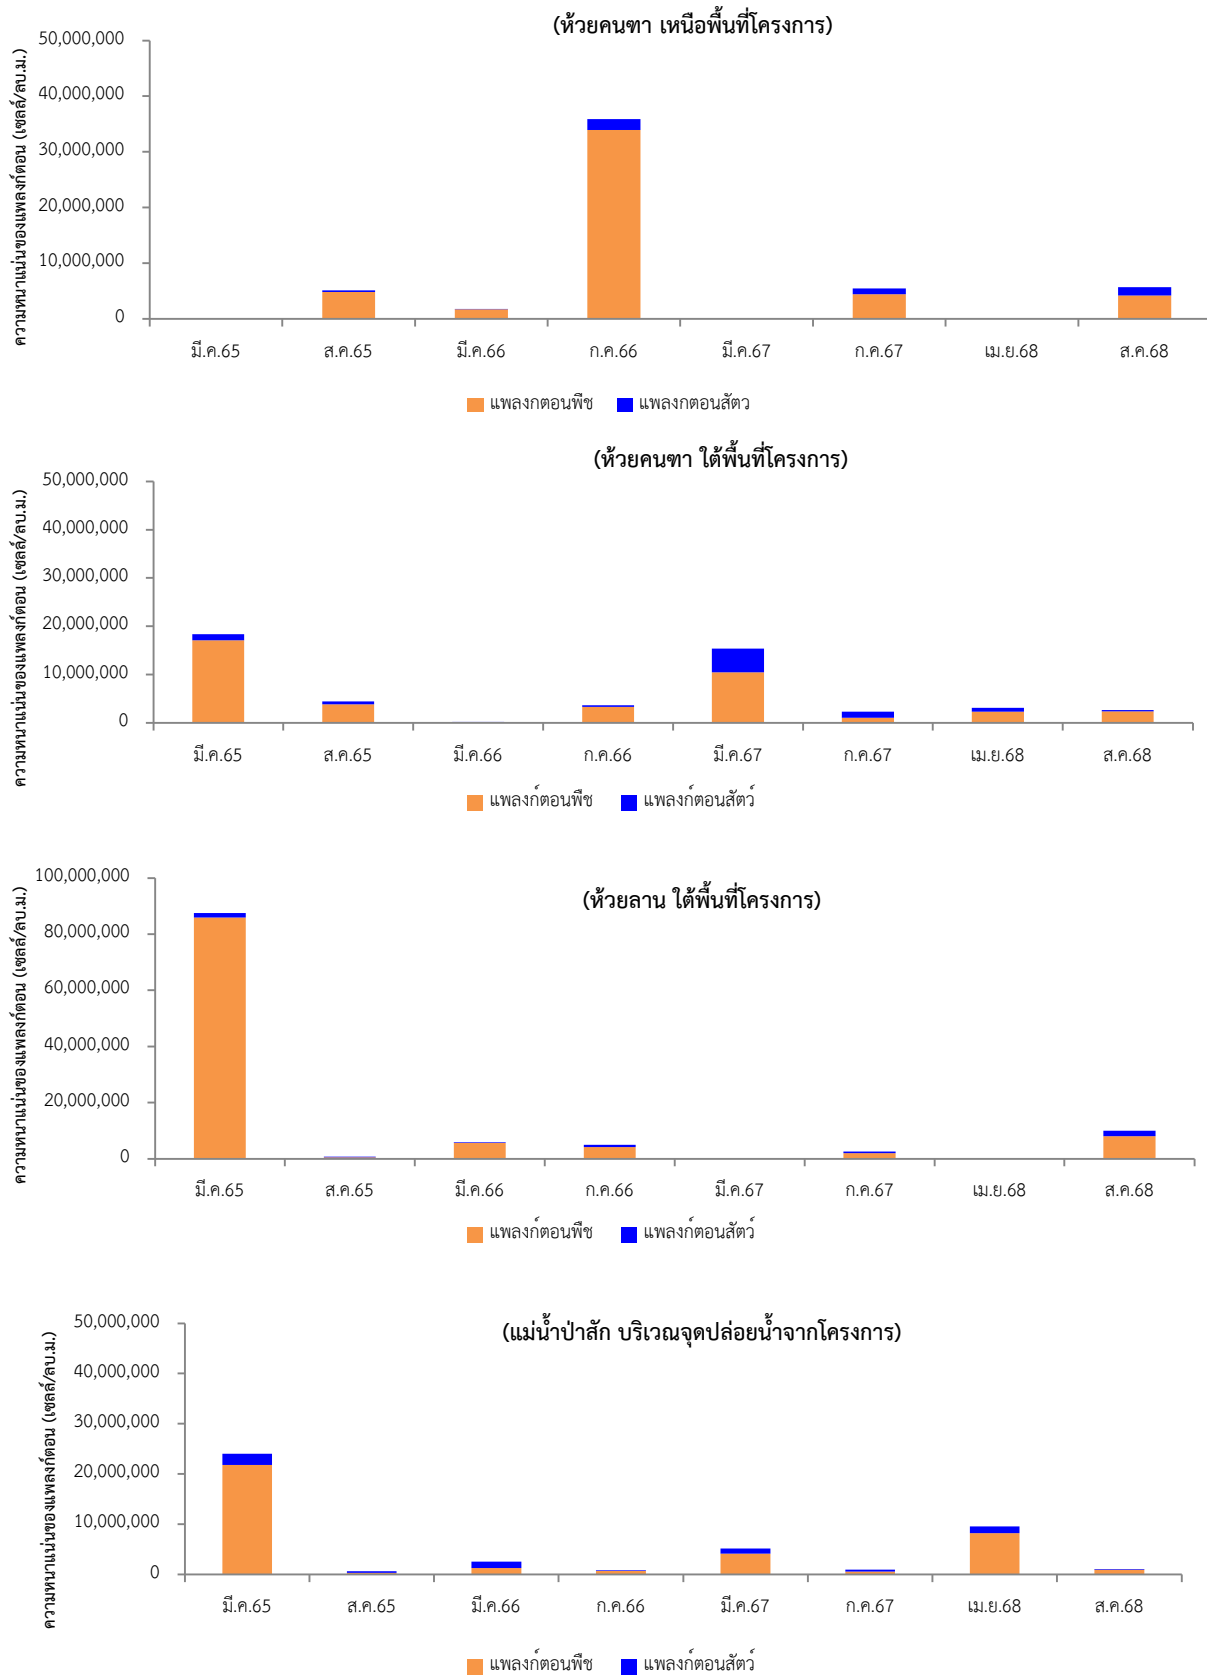 (ห้วยคนฑา เหนือพื้นที่โครงการ)
ความหนาแน่นของแพลงก์ตอน (เซลล์/ลบ.ม.)
50,000,000
40,000,000
30,000,000
20,000,000
10,000,000
0
มี.ค.65 ส.ค.65 มี.ค.66 ก.ค.66 มี.ค.67 ก.ค.67 เม.ย.68 ส.ค.68
แพลงกตอนพืช แพลงกตอนสัตว
(ห้วยคนฑา ใต้พื้นที่โครงการ)
ความหนาแน่นของแพลงก์ตอน (เซลล์/ลบ.ม.)
50,000,000
40,000,000
30,000,000
20,000,000
10,000,000
0
มี.ค.65 ส.ค.65 มี.ค.66 ก.ค.66 มี.ค.67 ก.ค.67 เม.ย.68 ส.ค.68
แพลงก์ตอนพืช แพลงก์ตอนสัตว์
(ห้วยลาน ใต้พื้นที่โครงการ)
ความหนาแน่นของแพลงก์ตอน (เซลล์/ลบ.ม.)
100,000,000
80,000,000
60,000,000
40,000,000
20,000,000
0
มี.ค.65 ส.ค.65 มี.ค.66 ก.ค.66 มี.ค.67 ก.ค.67 เม.ย.68 ส.ค.68
แพลงก์ตอนพืช แพลงก์ตอนสัตว์
(แม่น้ำป่าสัก บริเวณจุดปล่อยน้ำจากโครงการ)
ความหนาแน่นของแพลงก์ตอน (เซลล์/ลบ.ม.)
50,000,000
40,000,000
30,000,000
20,000,000
10,000,000
0
มี.ค.65 ส.ค.65 มี.ค.66 ก.ค.66 มี.ค.67 ก.ค.67 เม.ย.68 ส.ค.68
แพลงก์ตอนพืช แพลงก์ตอนสัตว์